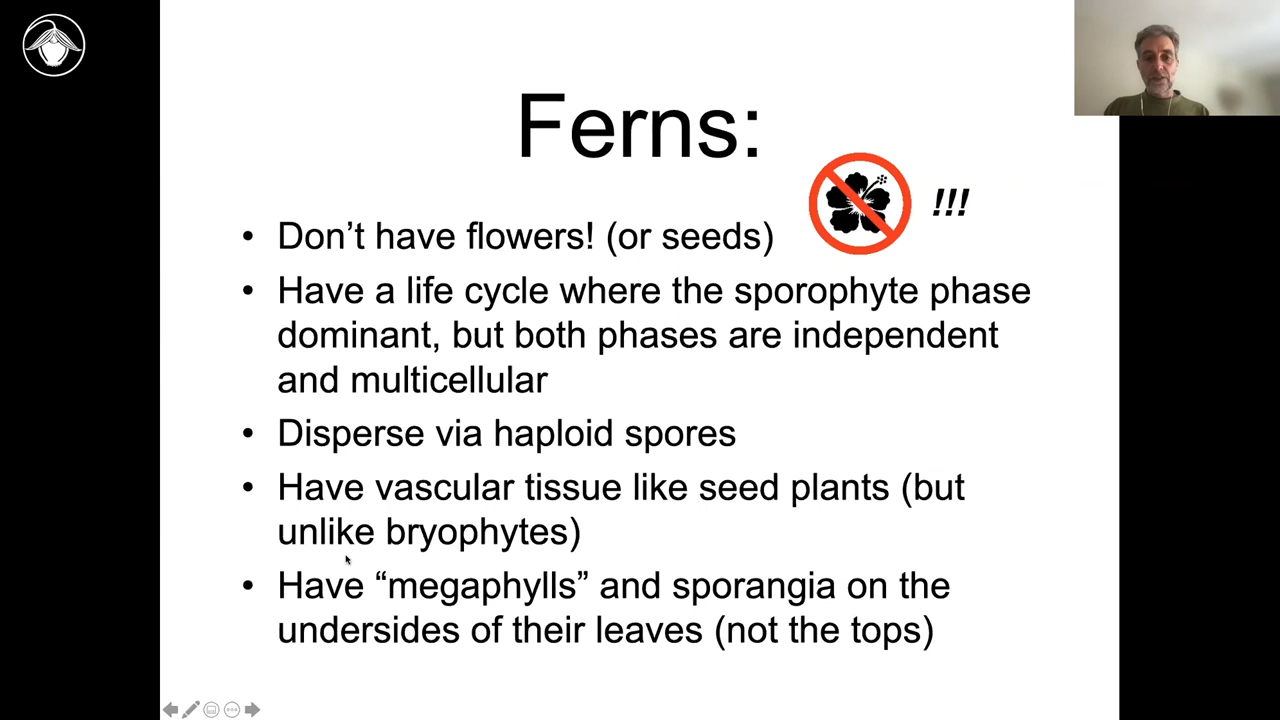 Ferns:
!!!
• Don’t have flowers! (or seeds)
• Have a life cycle where the sporophyte phase
dominant, but both phases are independent
and multicellular
• Disperse via haploid spores
• Have vascular tissue like seed plants (but
unlike bryophytes)
• Have “megaphylls” and sporangia on the
undersides of their leaves (not the tops)